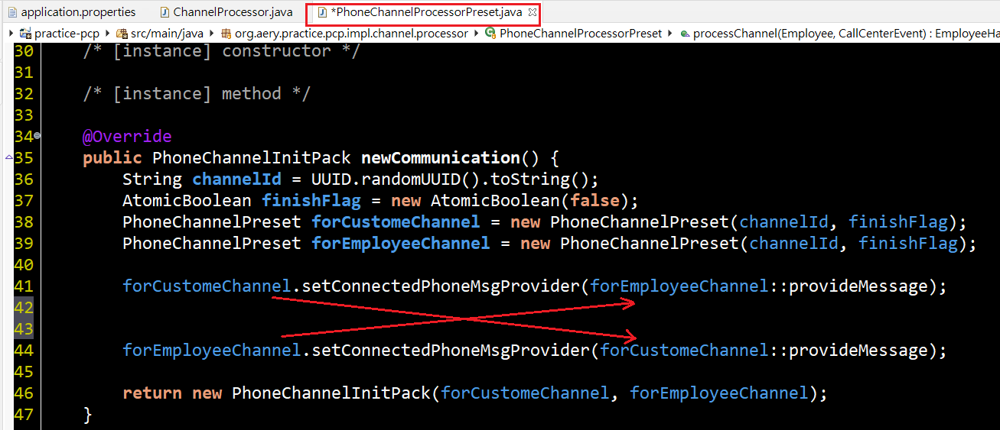 application.properties ChannelProcessor.java *PhoneChannelProcessorPreset.java
practice-pcp src/main/java org.aery.practice.pcp.impl.channel.processor PhoneChannelProcessorPreset processChannel(Employee, CallCenterEvent) : EmployeeHa
30 /* [instance] constructor */
31
32 /* [instance] method */
33
34 @Override
35 public PhoneChannelInitPack newCommunication() {
36 String channelId = UUID.randomUUID().toString();
37 AtomicBoolean finishFlag = new AtomicBoolean(false);
38 PhoneChannelPreset forCustomeChannel = new PhoneChannelPreset(channelId, finishFlag);
39 PhoneChannelPreset forEmployeeChannel = new PhoneChannelPreset(channelId, finishFlag);
40
41 forCustomeChannel.setConnectedPhoneMsgProvider(forEmployeeChannel::provideMessage);
42
43
44 forEmployeeChannel.setConnectedPhoneMsgProvider(forCustomeChannel::provideMessage);
45
46 return new PhoneChannelInitPack(forCustomeChannel, forEmployeeChannel);
47 }